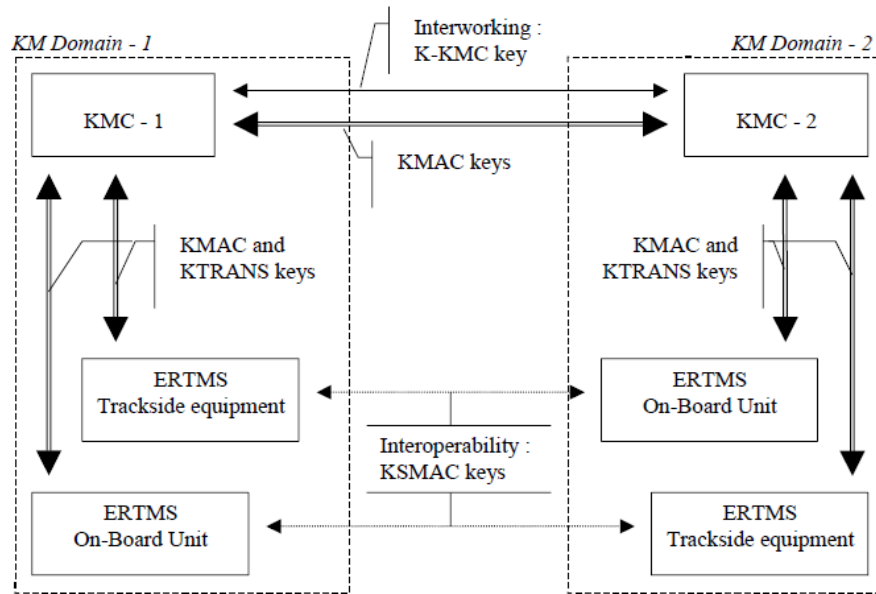 Interworking :
K-KMC key
KM Domain - 1
KM Domain - 2
KMC - 1
KMC - 2
KMAC keys
KMAC and
KTRANS keys
KMAC and
KTRANS keys
ERTMS
Trackside equipment
ERTMS
On-Board Unit
Interoperability :
KSMAC keys
ERTMS
On-Board Unit
ERTMS
Trackside equipment